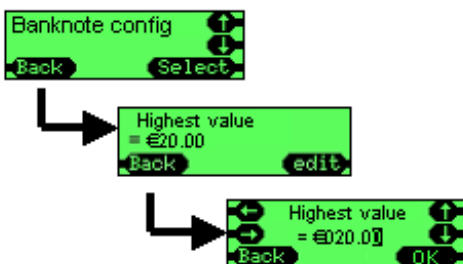 Banknote config
Back Select
Highest value
= €20.00
Back edit
Highest value
= €020.00
Back OK